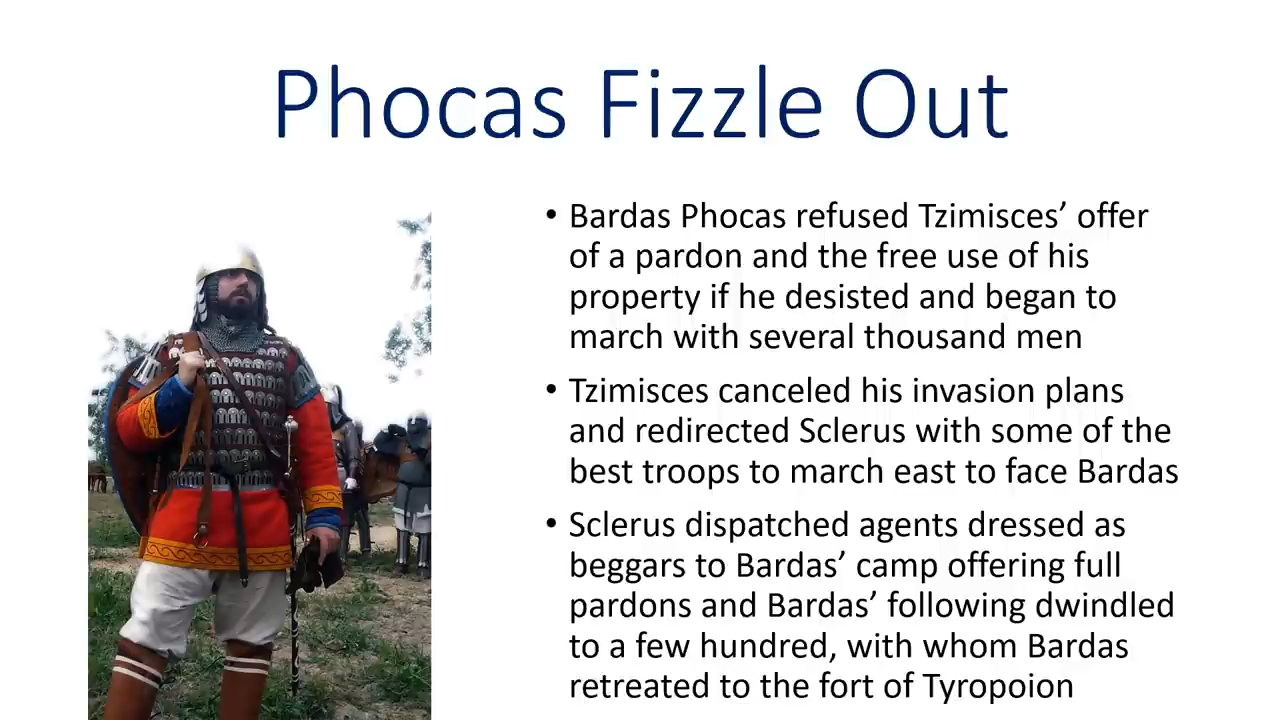 Phocas Fizzle Out
• Bardas Phocas refused Tzimisces’ offer
of a pardon and the free use of his
property if he desisted and began to
march with several thousand men
• Tzimisces canceled his invasion plans
and redirected Sclerus with some of the
best troops to march east to face Bardas
• Sclerus dispatched agents dressed as
beggars to Bardas’ camp offering full
pardons and Bardas’ following dwindled
to a few hundred, with whom Bardas
retreated to the fort of Tyropoion